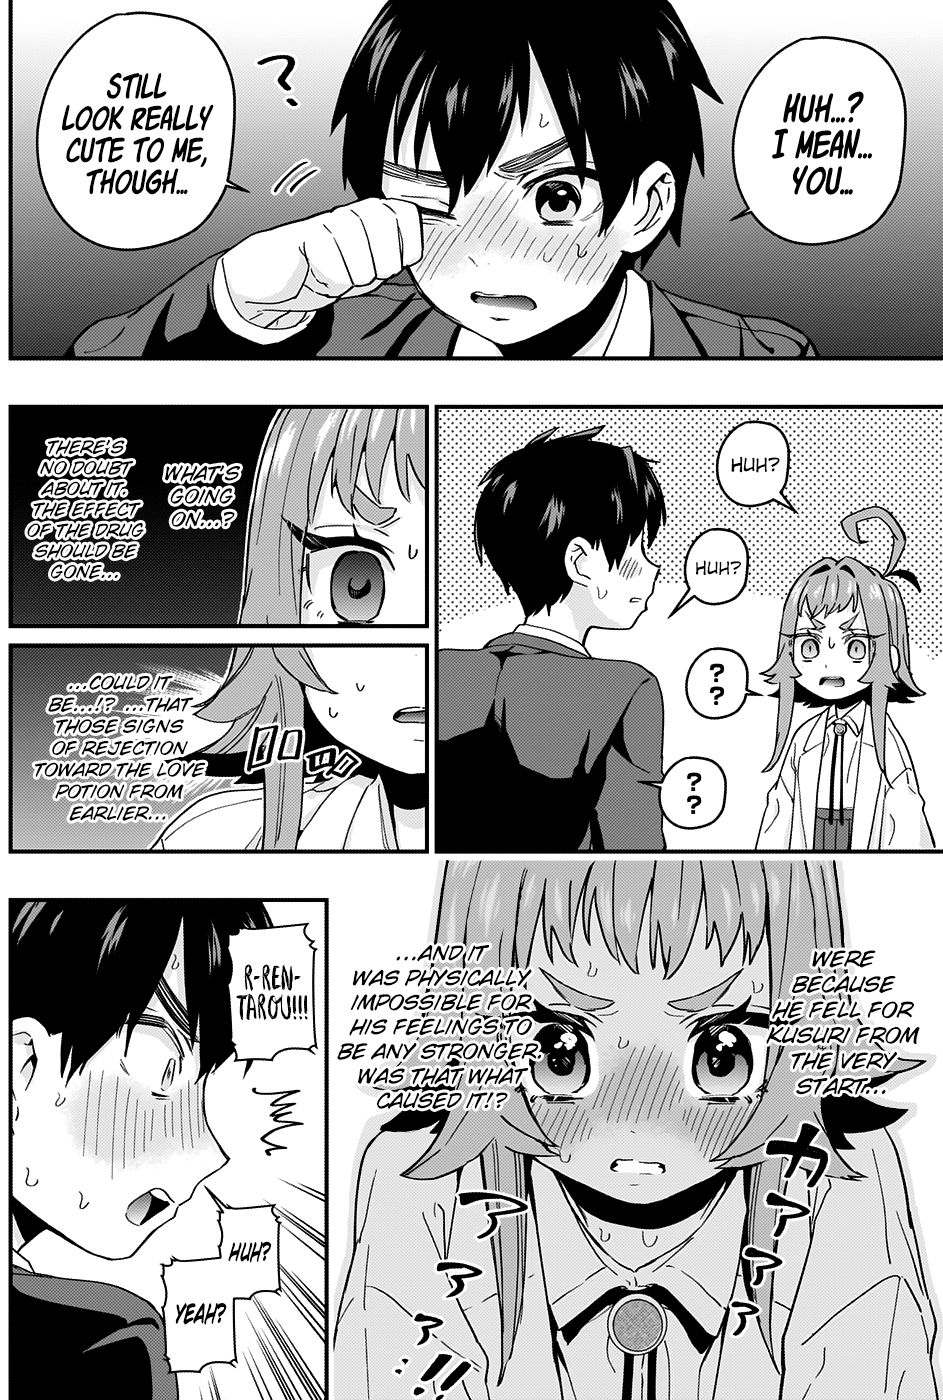 HUH...?
I MEAN...
YOU...
STILL
LOOK REALLY
CUTE TO ME,
THOUGH...
?
HUH?
HUH?
?
?
?
?
WHAT'S
GOING
ON...?
THERE'S
NO DOUBT
ABOUT IT.
THE EFFECT
OF THE DRUG
SHOULD BE
GONE...
...COULD IT
BE...!? ...THAT
THOSE SIGNS
OF REJECTION
TOWARD THE LOVE
POTION FROM
EARLIER...
WERE
BECAUSE
HE FELL FOR
KUSURI FROM
THE VERY
START...
...AND IT
WAS PHYSICALLY
IMPOSSIBLE FOR
HIS FEELINGS TO
BE ANY STRONGER.
WAS THAT WHAT
CAUSED IT!?
カアア
アアア...!!
R-REN-
TAROU!!!
HUH?
YEAH?